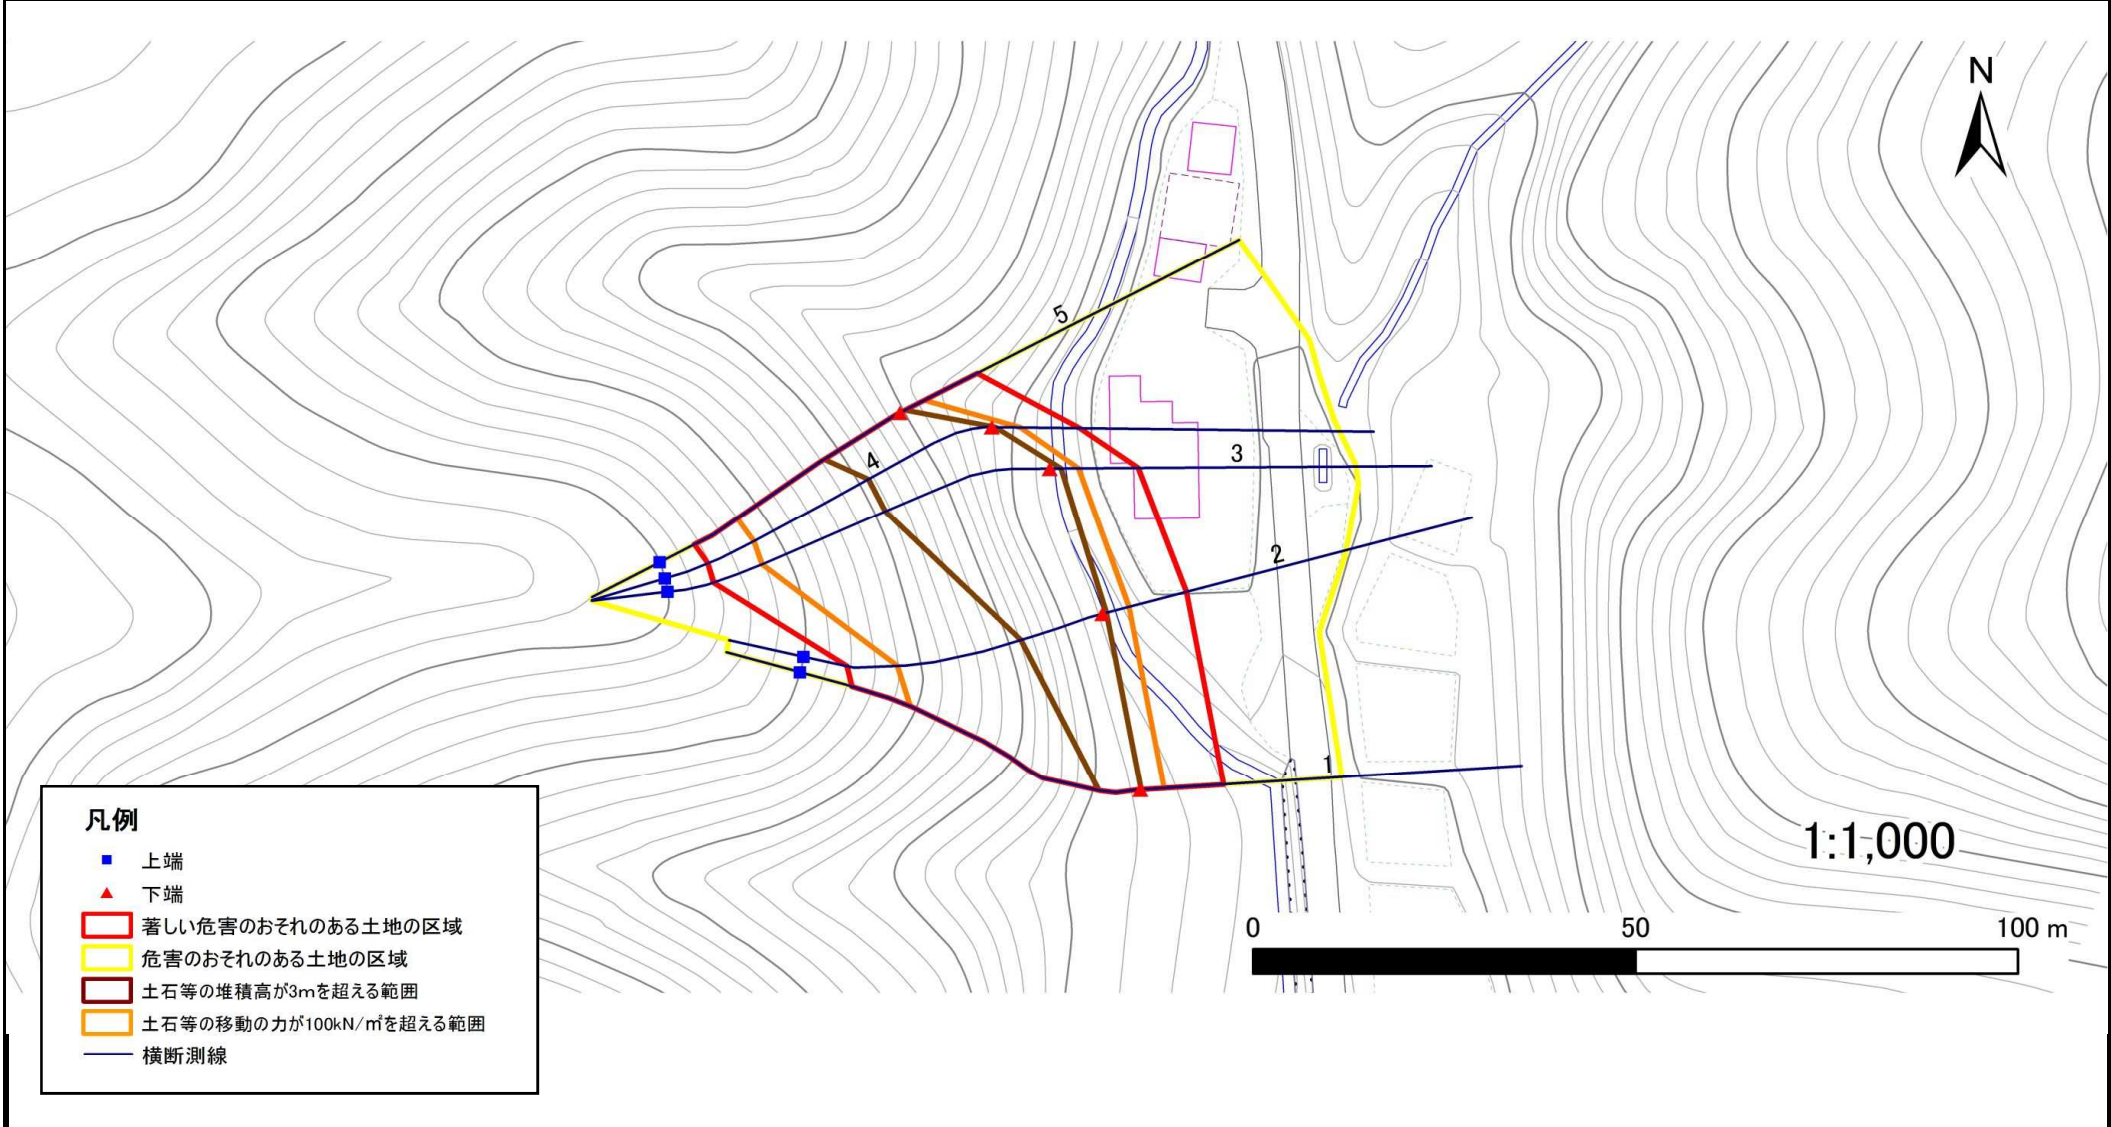 N
5
4
3
2
1
1:1,000
0 50 100 m
凡例
上端
下端
著しい危害のおそれのある土地の区域
危害のおそれのある土地の区域
土石等の堆積高が3mを超える範囲
土石等の移動の力が100kN/㎡を超える範囲
横断測線